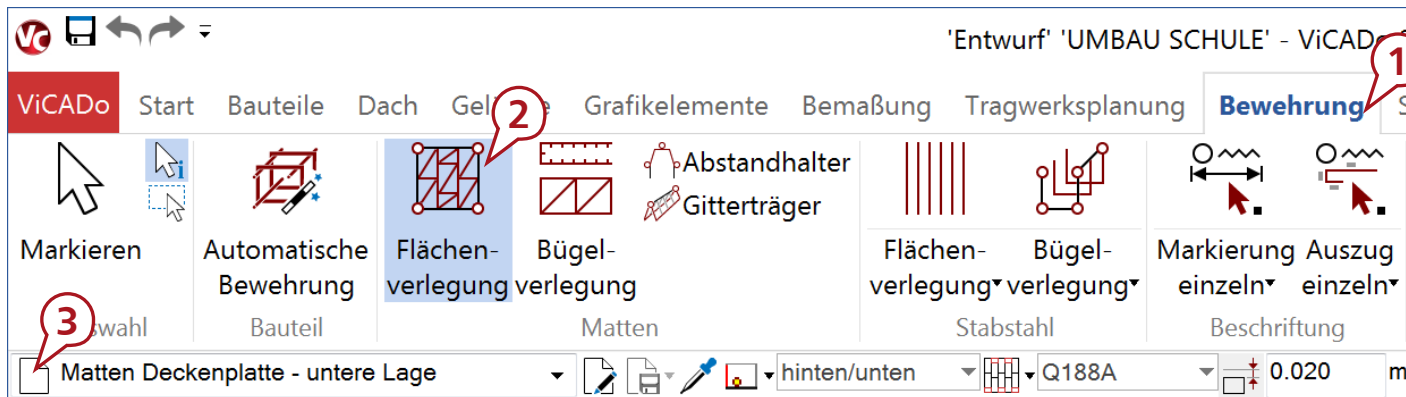 'Entwurf' 'UMBAU SCHULE' - ViCADo
1
ViCADo Start Bauteile Dach Grafikelemente Bemaßung Tragwerksplanung Bewehrung S
2
Abstandhalter
Gitterträger
Markieren Automatische Flächen- Bügel- Flächen- Bügel- Markierung Auszug
Bewehrung verlegung verlegung verlegung verlegung einzeln einzeln
3
Bauteil Matten Stabstahl Beschriftung
Matten Deckenplatte - untere Lage hinten/unten Q188A 0.020 m